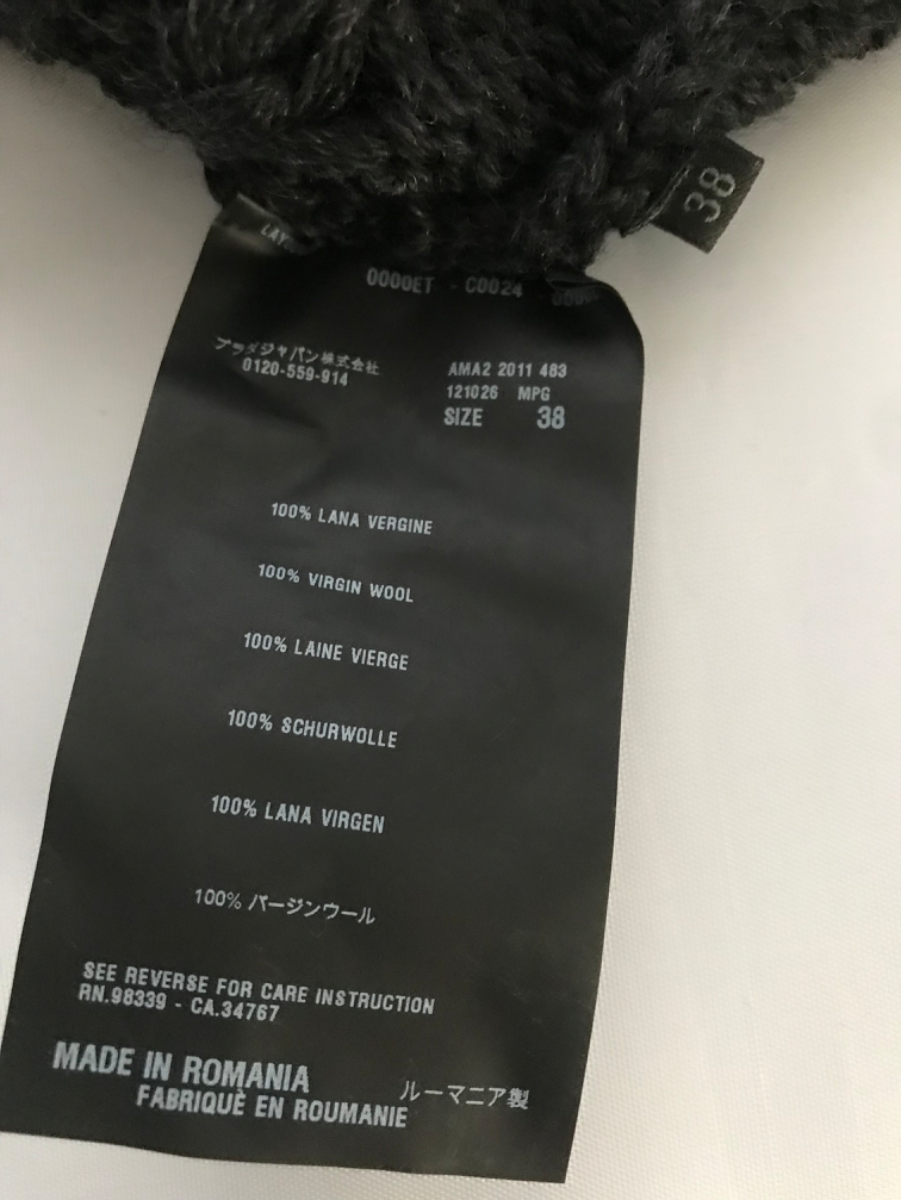 38
0000ET - C0024
プラダジャパン株式会社
0120-559-914
AMA2 2011 483
121026 MPG
SIZE 38
100% LANA VERGINE
100% VIRGIN WOOL
100% LAINE VIERGE
100% SCHURWOLLE
100% LANA VIRGEN
100% バージンウール
SEE REVERSE FOR CARE INSTRUCTION
RN.98339 - CA.34767
MADE IN ROMANIA
FABRIQUÈ EN ROUMANIE
ルーマニア製